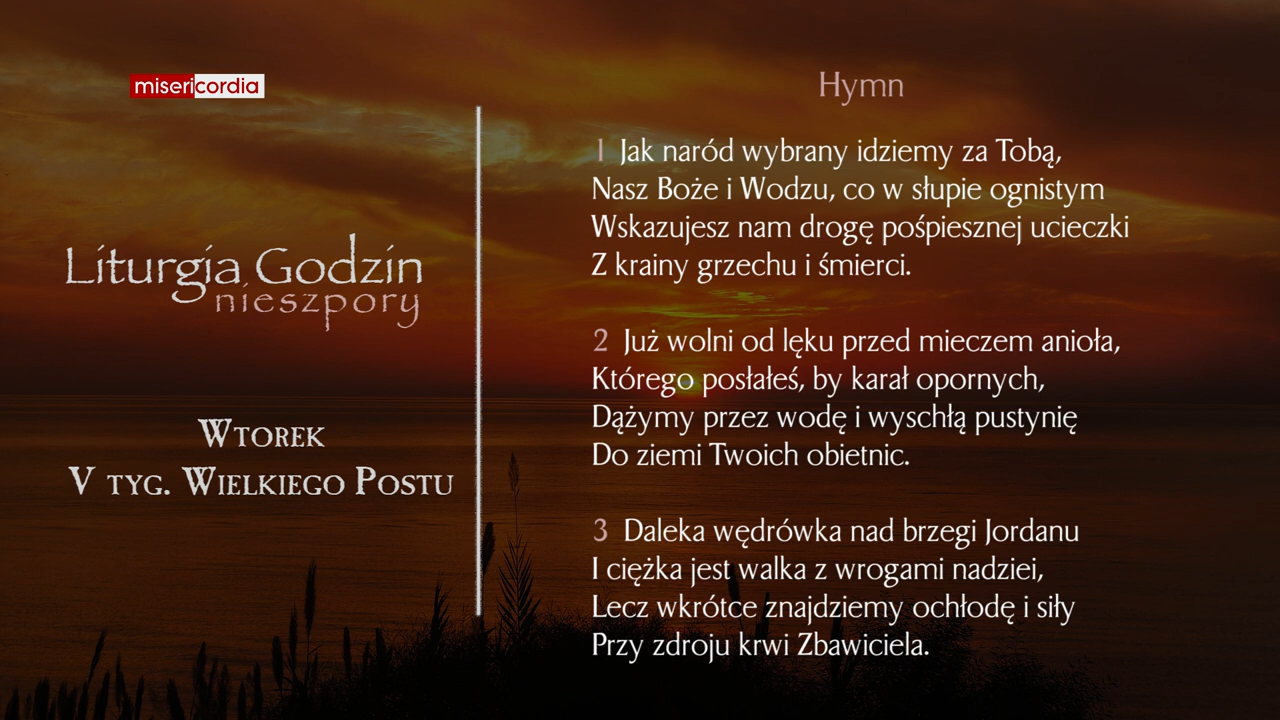 misericordia
Liturgia Godzin
nieszpory
Wtorek
V tyg. Wielkiego Postu
Hymn
1 Jak naród wybrany idziemy za Tobą,
Nasz Boże i Wodzu, co w słupie ognistym
Wskazujesz nam drogę pośpiesznej ucieczki
Z krainy grzechu i śmierci.
2 Już wolni od lęku przed mieczem anioła,
Którego posłałeś, by karał opornych,
Dążymy przez wodę i wyschłą pustynię
Do ziemi Twoich obietnic.
3 Daleka wędrówka nad brzegi Jordanu
I ciężka jest walka z wrogami nadziei,
Lecz wkrótce znajdziemy ochłodę i siły
Przy zdroju krwi Zbawiciela.